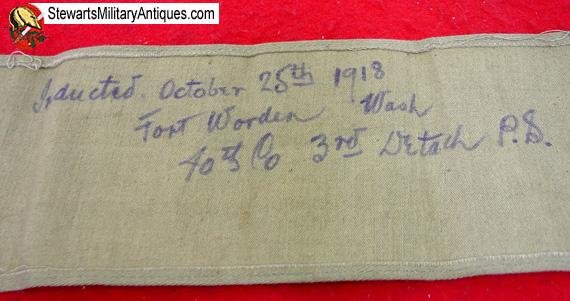 StewartsMilitaryAntiques.com
Inducted. October 25th 1918
Fort Worden Wash
40th Co 3rd Detach P.S.